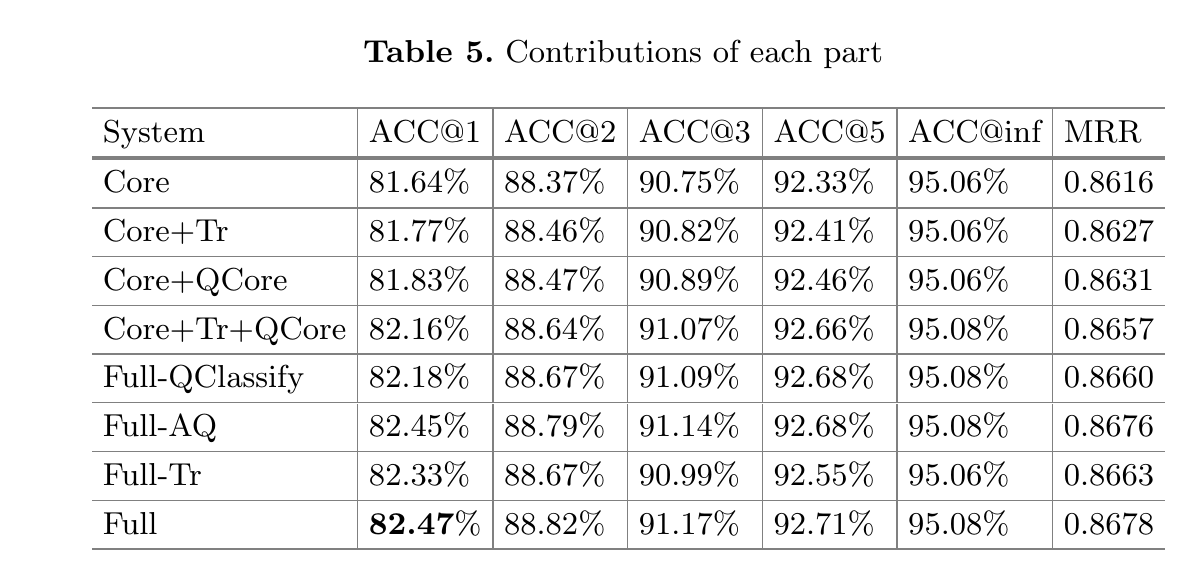 Table 5. Contributions of each part
System ACC@1 ACC@2 ACC@3 ACC@5 ACC@inf MRR
Core 81.64% 88.37% 90.75% 92.33% 95.06% 0.8616
Core+Tr 81.77% 88.46% 90.82% 92.41% 95.06% 0.8627
Core+QCore 81.83% 88.47% 90.89% 92.46% 95.06% 0.8631
Core+Tr+QCore 82.16% 88.64% 91.07% 92.66% 95.08% 0.8657
Full-QClassify 82.18% 88.67% 91.09% 92.68% 95.08% 0.8660
Full-AQ 82.45% 88.79% 91.14% 92.68% 95.08% 0.8676
Full-Tr 82.33% 88.67% 90.99% 92.55% 95.06% 0.8663
Full 82.47% 88.82% 91.17% 92.71% 95.08% 0.8678